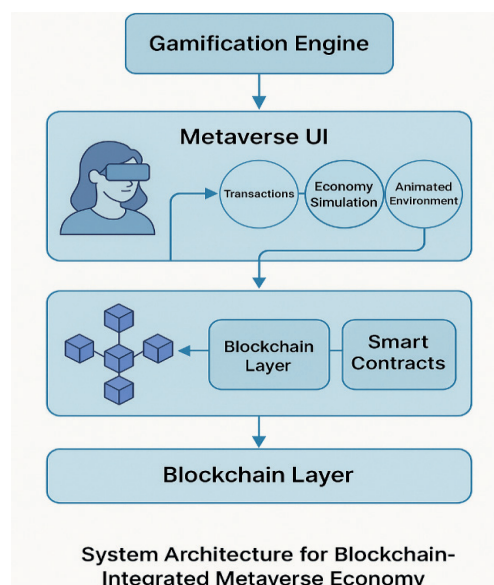 Gamification Engine
Metaverse UI
Transactions
Economy
Simulation
Animated
Environment
Blockchain
Layer
Smart
Contracts
Blockchain Layer
System Architecture for Blockchain-
Integrated Metaverse Economy